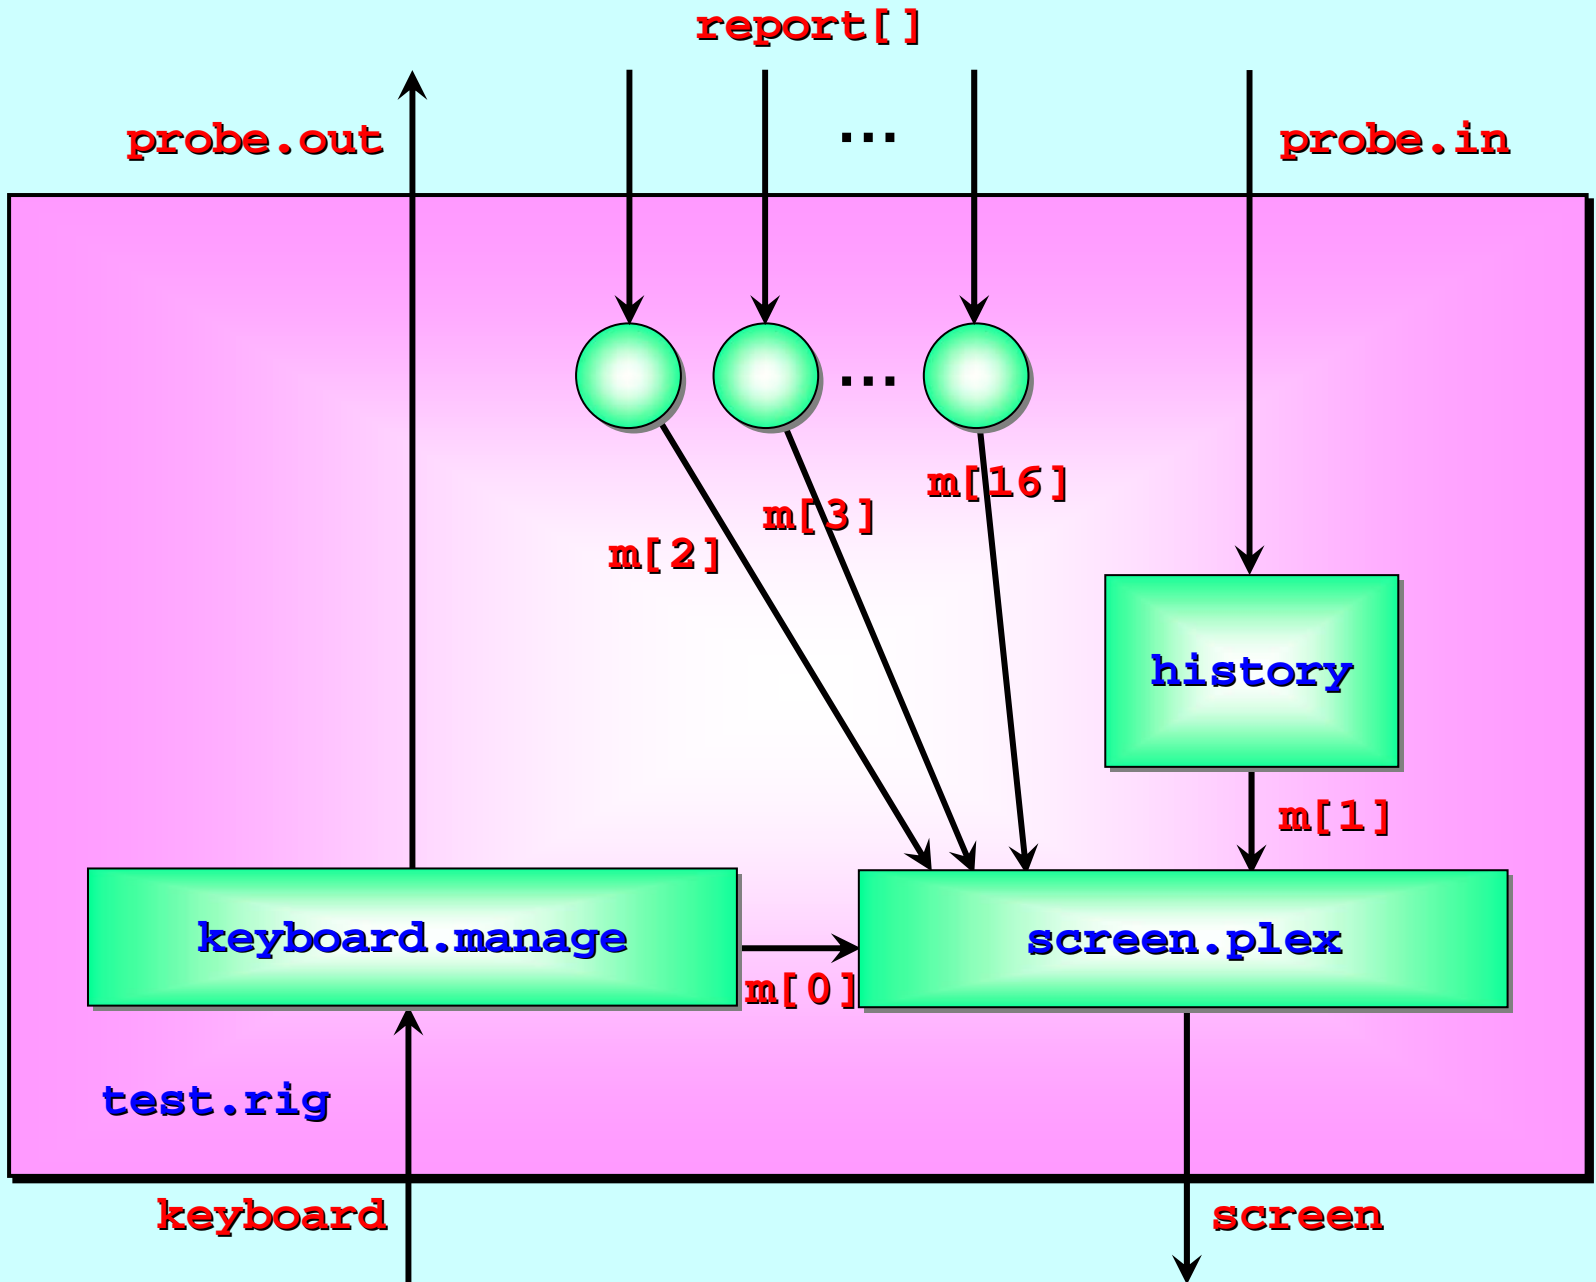 report[]
probe.out
...
probe.in
...
m[16]
m[3]
m[2]
history
m[1]
keyboard.manage
screen.plex
m[0]
test.rig
keyboard
screen